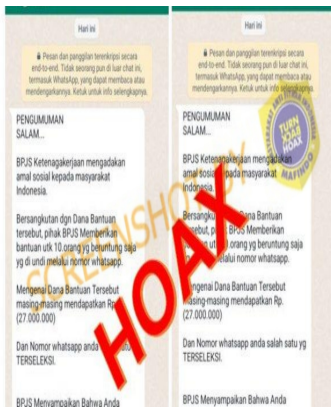 Hari ini
Pesan dan panggilan terenkripsi secara
end-to-end. Tidak seorang pun di luar chat ini,
termasuk WhatsApp, yang dapat membaca atau
mendengarkannya. Ketuk untuk info selengkapnya.
PENGUMUMAN
SALAM...
BPJS Ketenagakerjaan mengadakan
amal sosial kepada masyarakat
Indonesia.
Bersangkutan dgn Dana Bantuan
tersebut, pihak BPJS Memberikan
bantuan utk 10.orang yg beruntung saja
yg di undi melalui nomor whatsapp.
Mengenai Dana Bantuan Tersebut
masing-masing mendapatkan Rp.
(27.000.000)
Dan Nomor whatsapp anda salah satu
TERSELEKSI.
BPJS Menyampaikan Bahwa Anda
Hari ini
Pesan dan panggilan terenkripsi secara
end-to-end. Tidak seorang pun di luar chat ini,
termasuk WhatsApp, yang dapat membaca atau
mendengarkannya. Ketuk untuk info selengkapnya.
PENGUMUMAN
SALAM...
BPJS Ketenagakerjaan mengadakan
amal sosial kepada masyarakat
Indonesia.
Bersangkutan dgn Dana Bantuan
tersebut, pihak BPJS Memberikan
bantuan utk 10.orang yg beruntung saja
yg di undi melalui nomor whatsapp.
Mengenai Dana Bantuan Tersebut
masing-masing mendapatkan Rp.
(27.000.000)
Dan Nomor whatsapp anda salah satu yg
TERSELEKSI.
BPJS Menyampaikan Bahwa Anda
SCREENSHOT BY
HOAX
TURN
BACK
HOAX
MASYARAKAT ANTI HOAX
MAFINDO